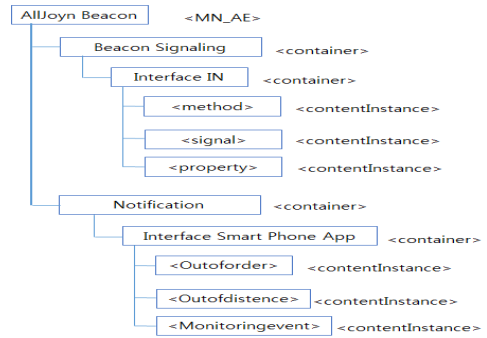 AllJoyn Beacon <MN_AE>
Beacon Signaling <container>
Interface IN <container>
<method> <contentInstance>
<signal> <contentInstance>
<property> <contentInstance>
Notification <container>
Interface Smart Phone App <container>
<Outoforder> <contentInstance>
<Outofdistence> <contentInstance>
<Monitoringevent> <contentInstance>